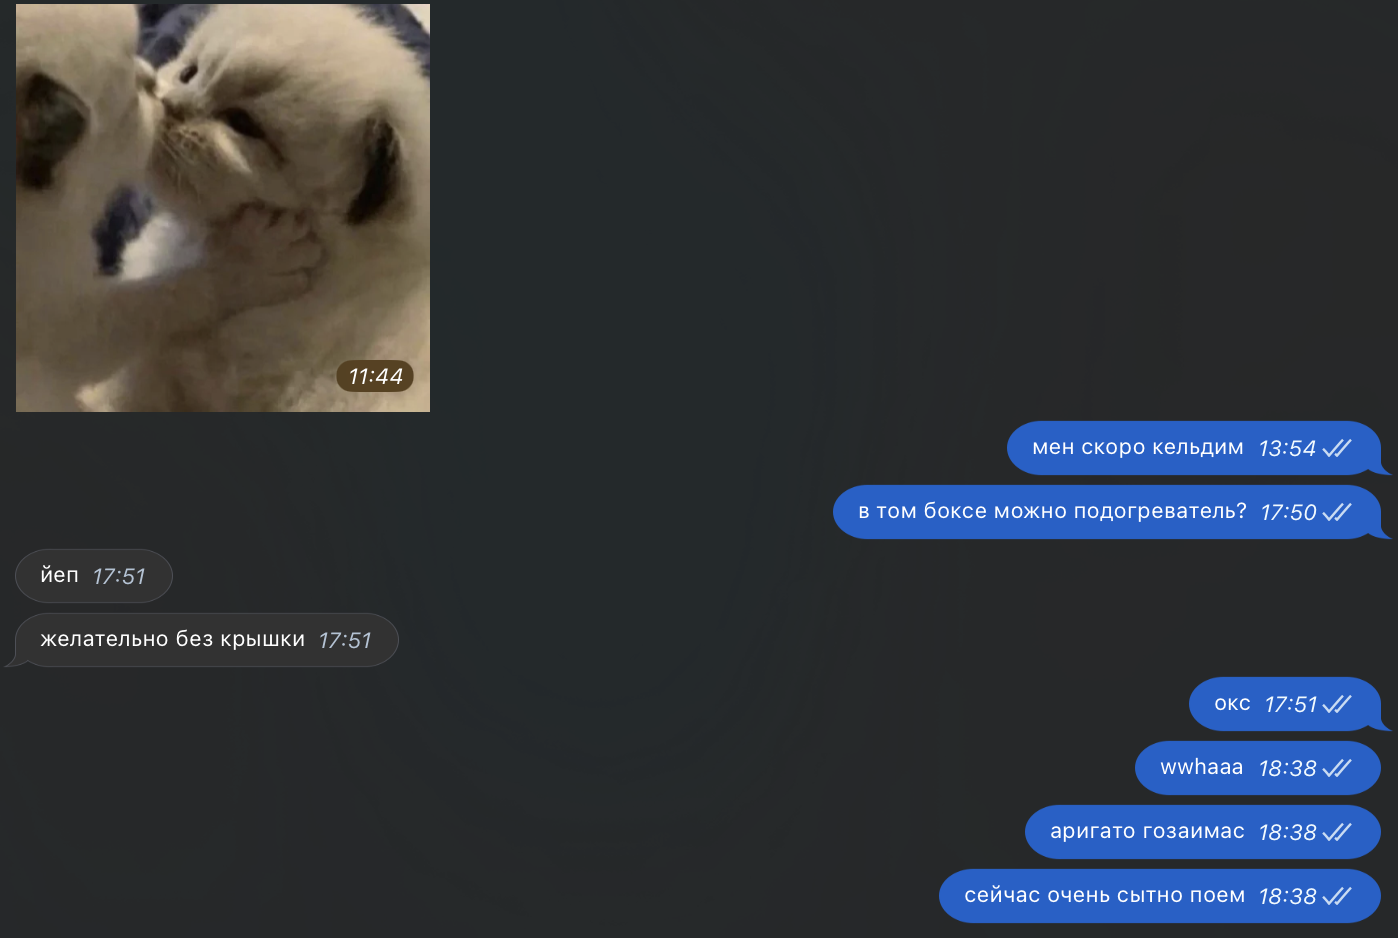 11:44
мен скоро кельдим 13:54
в том боксе можно подогреватель? 17:50
йеп 17:51
желательно без крышки 17:51
окс 17:51
wwhaaa 18:38
аригато гозаимас 18:38
сейчас очень сытно поем 18:38